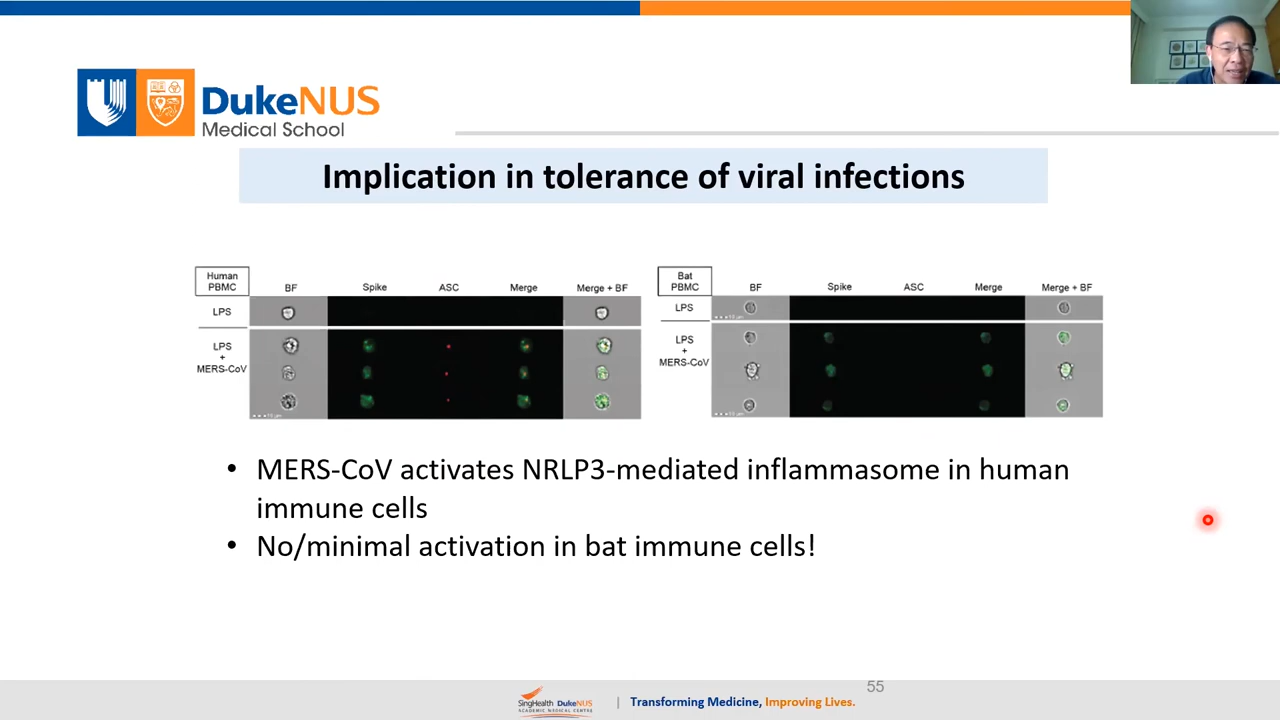 DukeNUS
Medical School
Implication in tolerance of viral infections
Human
PBMC
BF
Spike
ASC
Merge
Merge + BF
LPS
LPS
+
MERS-CoV
Bat
PBMC
BF
Spike
ASC
Merge
Merge + BF
LPS
LPS
+
MERS-CoV
• MERS-CoV activates NRLP3-mediated inflammasome in human
immune cells
• No/minimal activation in bat immune cells!
55
SingHealth DukeNUS
ACADEMIC MEDICAL CENTRE
| Transforming Medicine, Improving Lives.